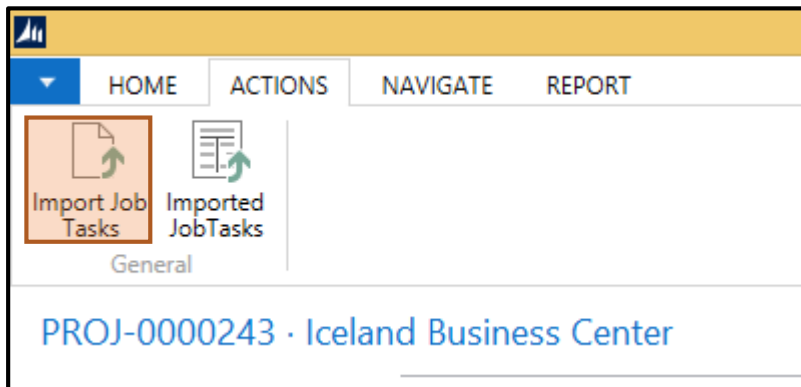 HOME ACTIONS NAVIGATE REPORT
Import Job Imported
Tasks JobTasks
General
PROJ-0000243 · Iceland Business Center